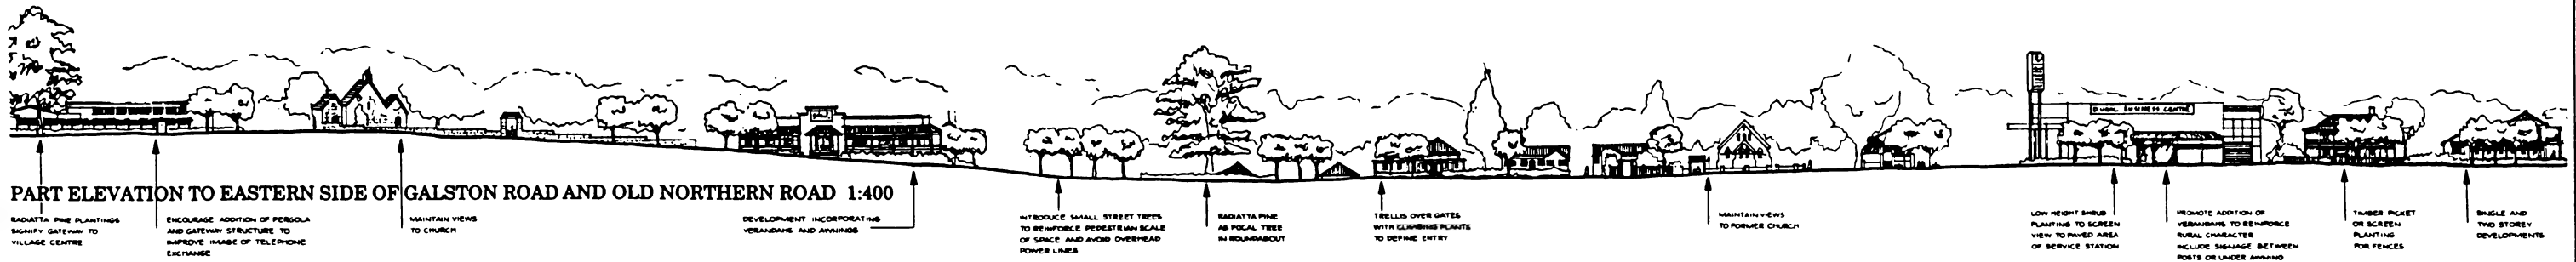 RURAL BUSINESS CENTRE
PART ELEVATION TO EASTERN SIDE OF GALSTON ROAD AND OLD NORTHERN ROAD 1:400
RADIATTA PINE PLANTINGS
SIGNIFY GATEWAY TO
VILLAGE CENTRE
ENCOURAGE ADDITION OF PERGOLA
AND GATEWAY STRUCTURE TO
IMPROVE IMAGE OF TELEPHONE
EXCHANGE
MAINTAIN VIEWS
TO CHURCH
DEVELOPMENT INCORPORATING
VERANDAHS AND AWNINGS
INTRODUCE SMALL STREET TREES
TO REINFORCE PEDESTRIAN SCALE
OF SPACE AND AVOID OVERHEAD
POWER LINES
RADIATTA PINE
AS FOCAL TREE
IN ROUNDABOUT
TRELLIS OVER GATES
WITH CLIMBING PLANTS
TO DEFINE ENTRY
MAINTAIN VIEWS
TO FORMER CHURCH
LOW HEIGHT SHRUB
PLANTING TO SCREEN
VIEW TO PAVED AREA
OF SERVICE STATION
PROMOTE ADDITION OF
VERANDAHS TO REINFORCE
RURAL CHARACTER
INCLUDE SIGNAGE BETWEEN
POSTS OR UNDER AWNING
TIMBER PICKET
OR SCREEN
PLANTING
FOR FENCES
SINGLE AND
TWO STOREY
DEVELOPMENTS